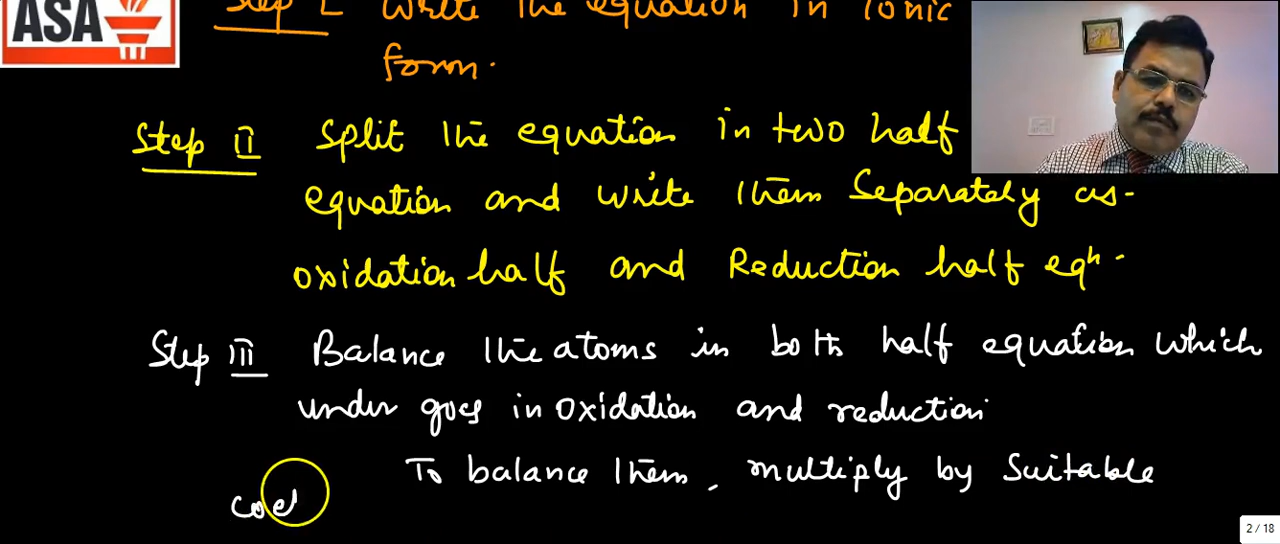 ASA
Step I Write the equation in ionic
form.
Step II Split the equation in two half
equation and write them separately as-
oxidation half and Reduction half eqn.
Step III Balance the atoms in both half equation which
under goes in oxidation and reduction
To balance them, multiply by suitable
coe
2 / 18